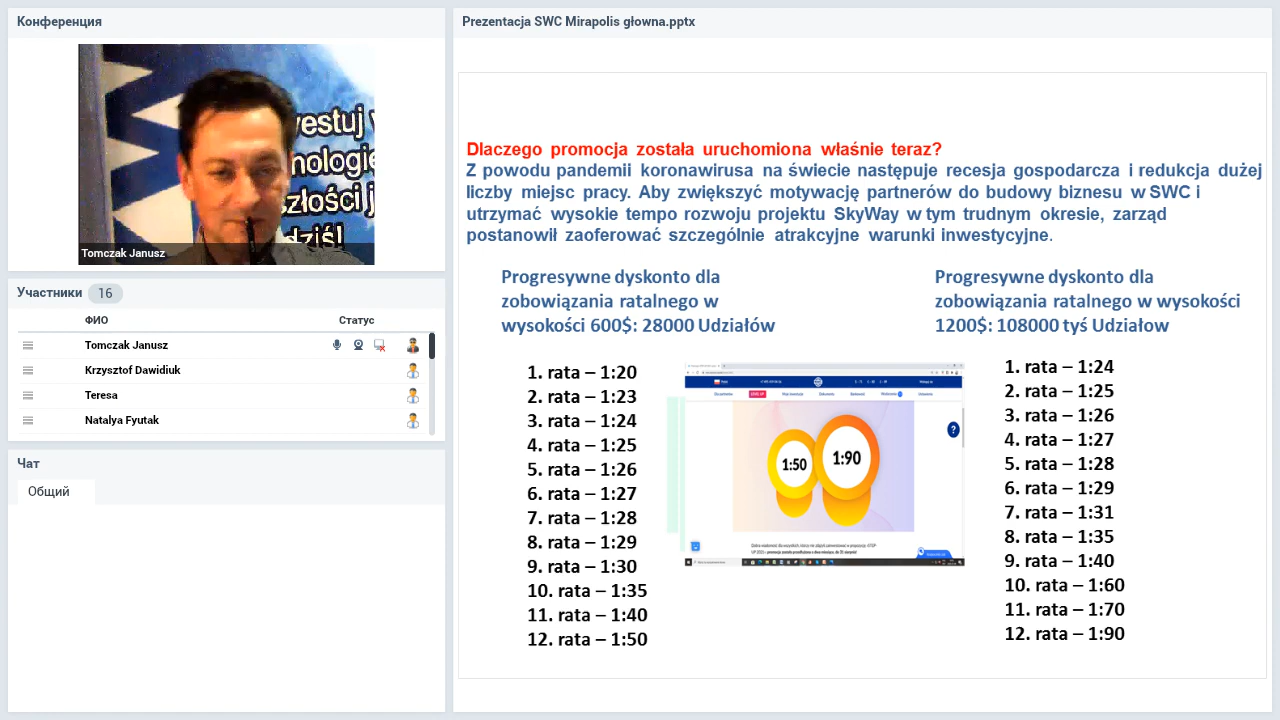 Конференция
westuj w
nologie
szłości j
dziś!
Tomczak Janusz
Участники 16
ФИО Статус
Tomczak Janusz
Krzysztof Dawidiuk
Teresa
Natalya Fyutak
Чат
Общий
Prezentacja SWC Mirapolis głowna.pptx
Dlaczego promocja została uruchomiona właśnie teraz?
Z powodu pandemii koronawirusa na świecie następuje recesja gospodarcza i redukcja dużej
liczby miejsc pracy. Aby zwiększyć motywację partnerów do budowy biznesu w SWC i
utrzymać wysokie tempo rozwoju projektu SkyWay w tym trudnym okresie, zarząd
postanowił zaoferować szczególnie atrakcyjne warunki inwestycyjne.
Progresywne dyskonto dla
zobowiązania ratalnego w
wysokości 600$: 28000 Udziałów
1. rata – 1:20
2. rata – 1:23
3. rata – 1:24
4. rata – 1:25
5. rata – 1:26
6. rata – 1:27
7. rata – 1:28
8. rata – 1:29
9. rata – 1:30
10. rata – 1:35
11. rata – 1:40
12. rata – 1:50
1:50 1:90
?
Progresywne dyskonto dla
zobowiązania ratalnego w wysokości
1200$: 108000 tyś Udziałow
1. rata – 1:24
2. rata – 1:25
3. rata – 1:26
4. rata – 1:27
5. rata – 1:28
6. rata – 1:29
7. rata – 1:31
8. rata – 1:35
9. rata – 1:40
10. rata – 1:60
11. rata – 1:70
12. rata – 1:90